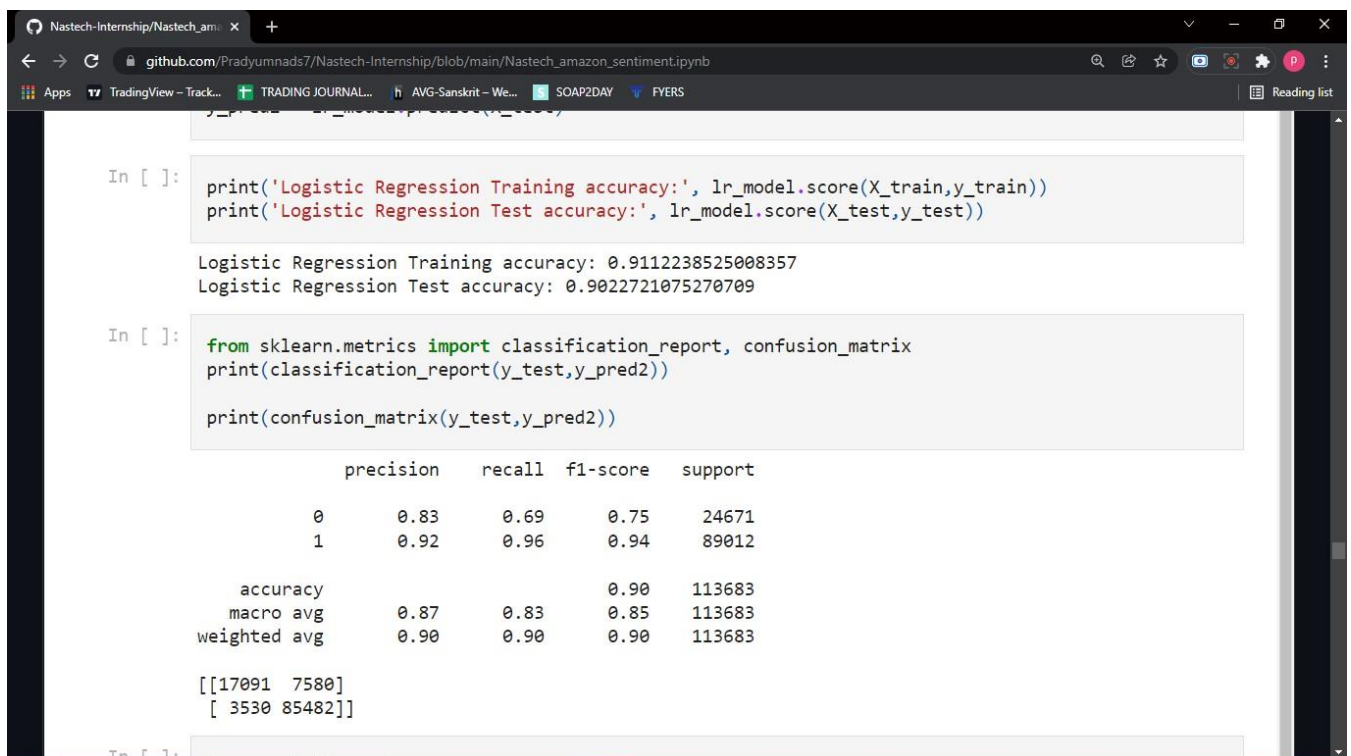 Nastech-Internship/Nastech_ama
github.com/Pradyumnads7/Nastech-Internship/blob/main/Nastech_amazon_sentiment.ipynb
P
Apps TradingView – Track... TRADING JOURNAL... AVG-Sanskrit – We... SOAP2DAY FYERS Reading list
y_pred2 = lr_model.predict(X_test)
In [ ]:
print('Logistic Regression Training accuracy:', lr_model.score(X_train,y_train))
print('Logistic Regression Test accuracy:', lr_model.score(X_test,y_test))
Logistic Regression Training accuracy: 0.9112238525008357
Logistic Regression Test accuracy: 0.9022721075270709
In [ ]:
from sklearn.metrics import classification_report, confusion_matrix
print(classification_report(y_test,y_pred2))
print(confusion_matrix(y_test,y_pred2))
precision recall f1-score support
0 0.83 0.69 0.75 24671
1 0.92 0.96 0.94 89012
accuracy 0.90 113683
macro avg 0.87 0.83 0.85 113683
weighted avg 0.90 0.90 0.90 113683
[[17091 7580]
[ 3530 85482]]
In [ ]: